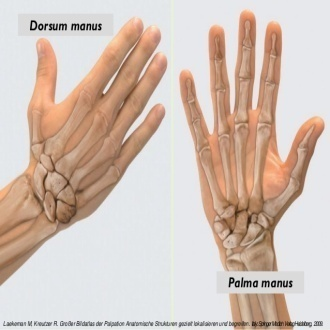 Dorsum manus
Palma manus
Laekeman M, Kreutzer R. Großer Bildatlas der Palpation Anatomische Strukturen gezielt lokalisieren und begreifen.